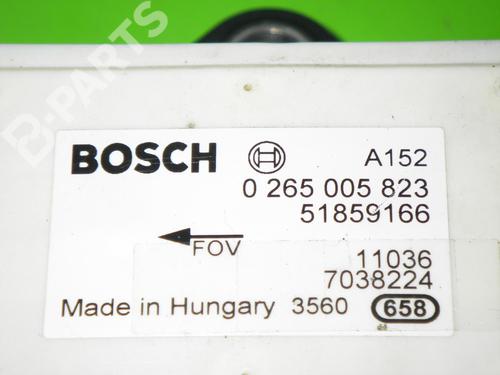 B-PARTS
BOSCH A152
0 265 005 823
51859166
FOV
11036
7038224
Made in Hungary 3560 658